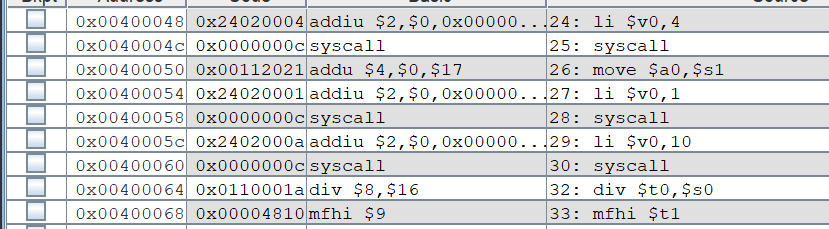 Bkpt Address Code Basic Source
0x00400048 0x24020004 addiu $2,$0,0x00000... 24: li $v0,4
0x0040004c 0x0000000c syscall 25: syscall
0x00400050 0x00112021 addu $4,$0,$17 26: move $a0,$s1
0x00400054 0x24020001 addiu $2,$0,0x00000... 27: li $v0,1
0x00400058 0x0000000c syscall 28: syscall
0x0040005c 0x2402000a addiu $2,$0,0x00000... 29: li $v0,10
0x00400060 0x0000000c syscall 30: syscall
0x00400064 0x0110001a div $8,$16 32: div $t0,$s0
0x00400068 0x00004810 mfhi $9 33: mfhi $t1